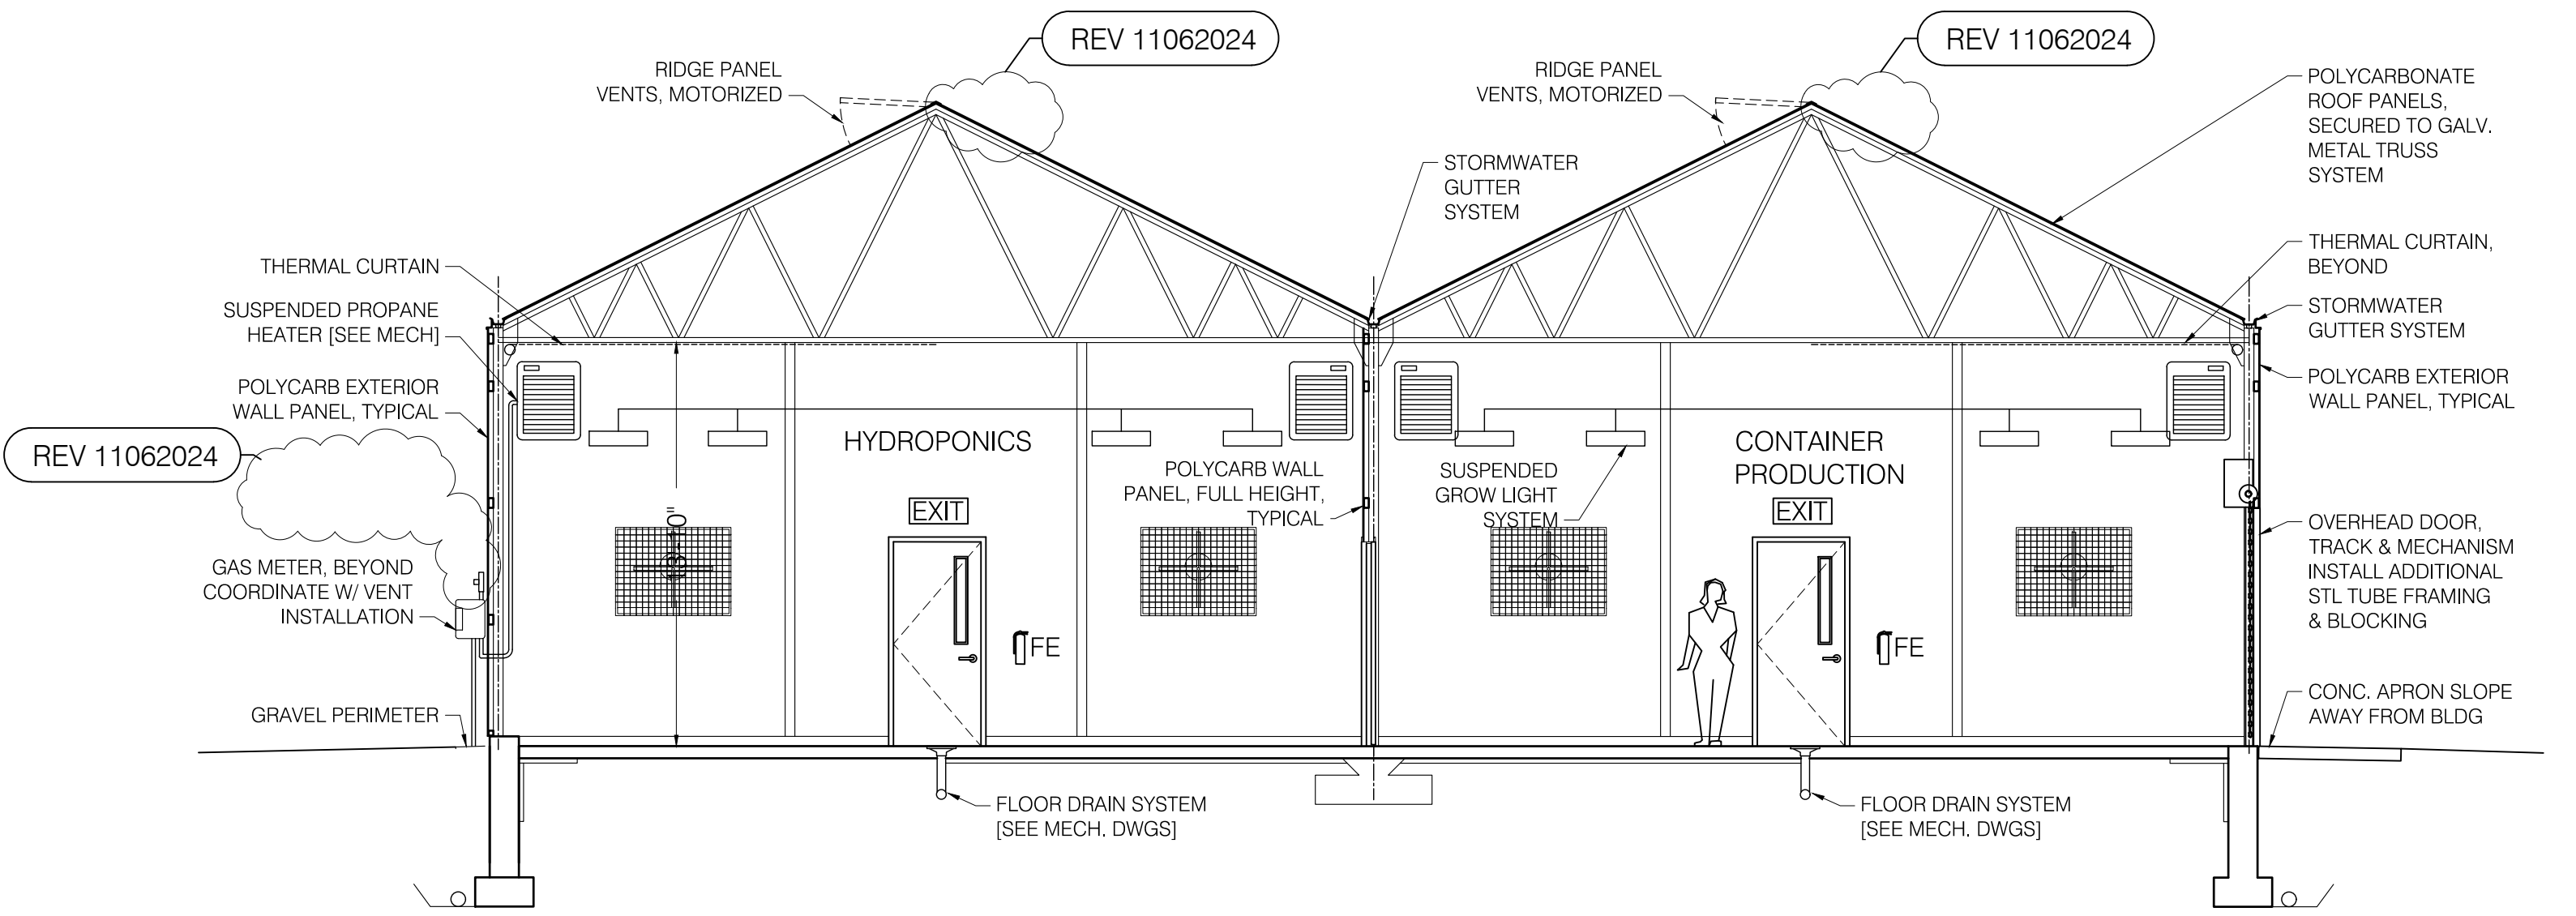 REV 11062024
REV 11062024
RIDGE PANEL
VENTS, MOTORIZED
RIDGE PANEL
VENTS, MOTORIZED
POLYCARBONATE
ROOF PANELS,
SECURED TO GALV.
METAL TRUSS
SYSTEM
STORMWATER
GUTTER
SYSTEM
THERMAL CURTAIN
THERMAL CURTAIN,
BEYOND
SUSPENDED PROPANE
HEATER [SEE MECH]
STORMWATER
GUTTER SYSTEM
POLYCARB EXTERIOR
WALL PANEL, TYPICAL
POLYCARB EXTERIOR
WALL PANEL, TYPICAL
REV 11062024
HYDROPONICS
CONTAINER
PRODUCTION
POLYCARB WALL
PANEL, FULL HEIGHT,
TYPICAL
SUSPENDED
GROW LIGHT
SYSTEM
EXIT
EXIT
13'-10"
OVERHEAD DOOR,
TRACK & MECHANISM
INSTALL ADDITIONAL
STL TUBE FRAMING
& BLOCKING
GAS METER, BEYOND
COORDINATE W/ VENT
INSTALLATION
FE
FE
GRAVEL PERIMETER
CONC. APRON SLOPE
AWAY FROM BLDG
FLOOR DRAIN SYSTEM
[SEE MECH. DWGS]
FLOOR DRAIN SYSTEM
[SEE MECH. DWGS]